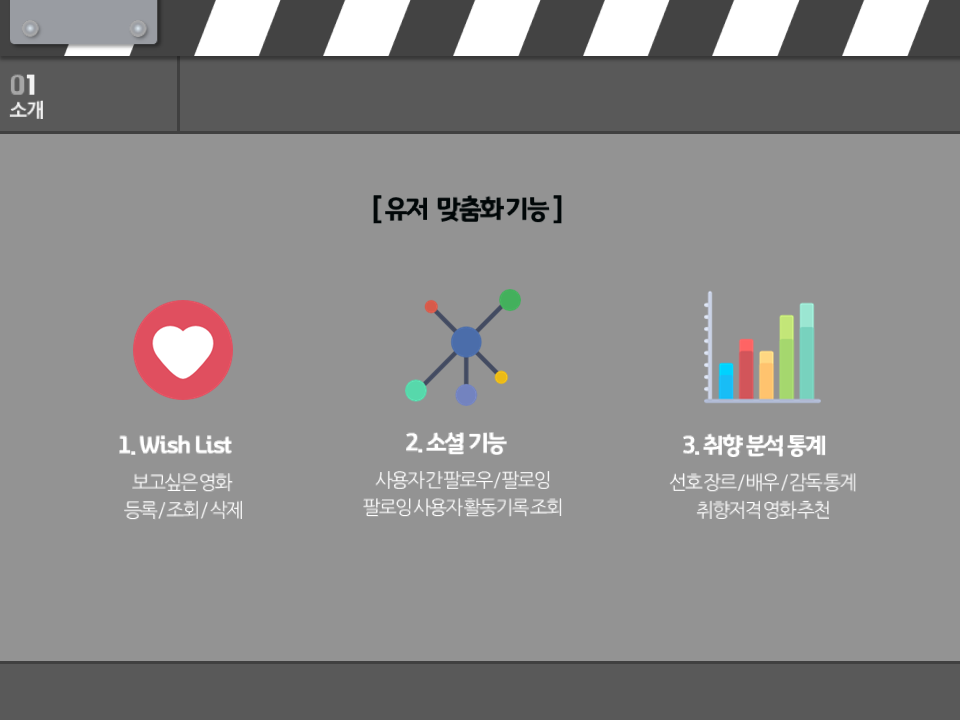 01
소개
[ 유저 맞춤화 기능 ]
1. Wish List
보고싶은 영화
등록 / 조회 / 삭제
2. 소셜 기능
사용자 간 팔로우 / 팔로잉
팔로잉 사용자 활동기록 조회
3. 취향 분석 통계
선호 장르 / 배우 / 감독 통계
취향저격 영화 추천